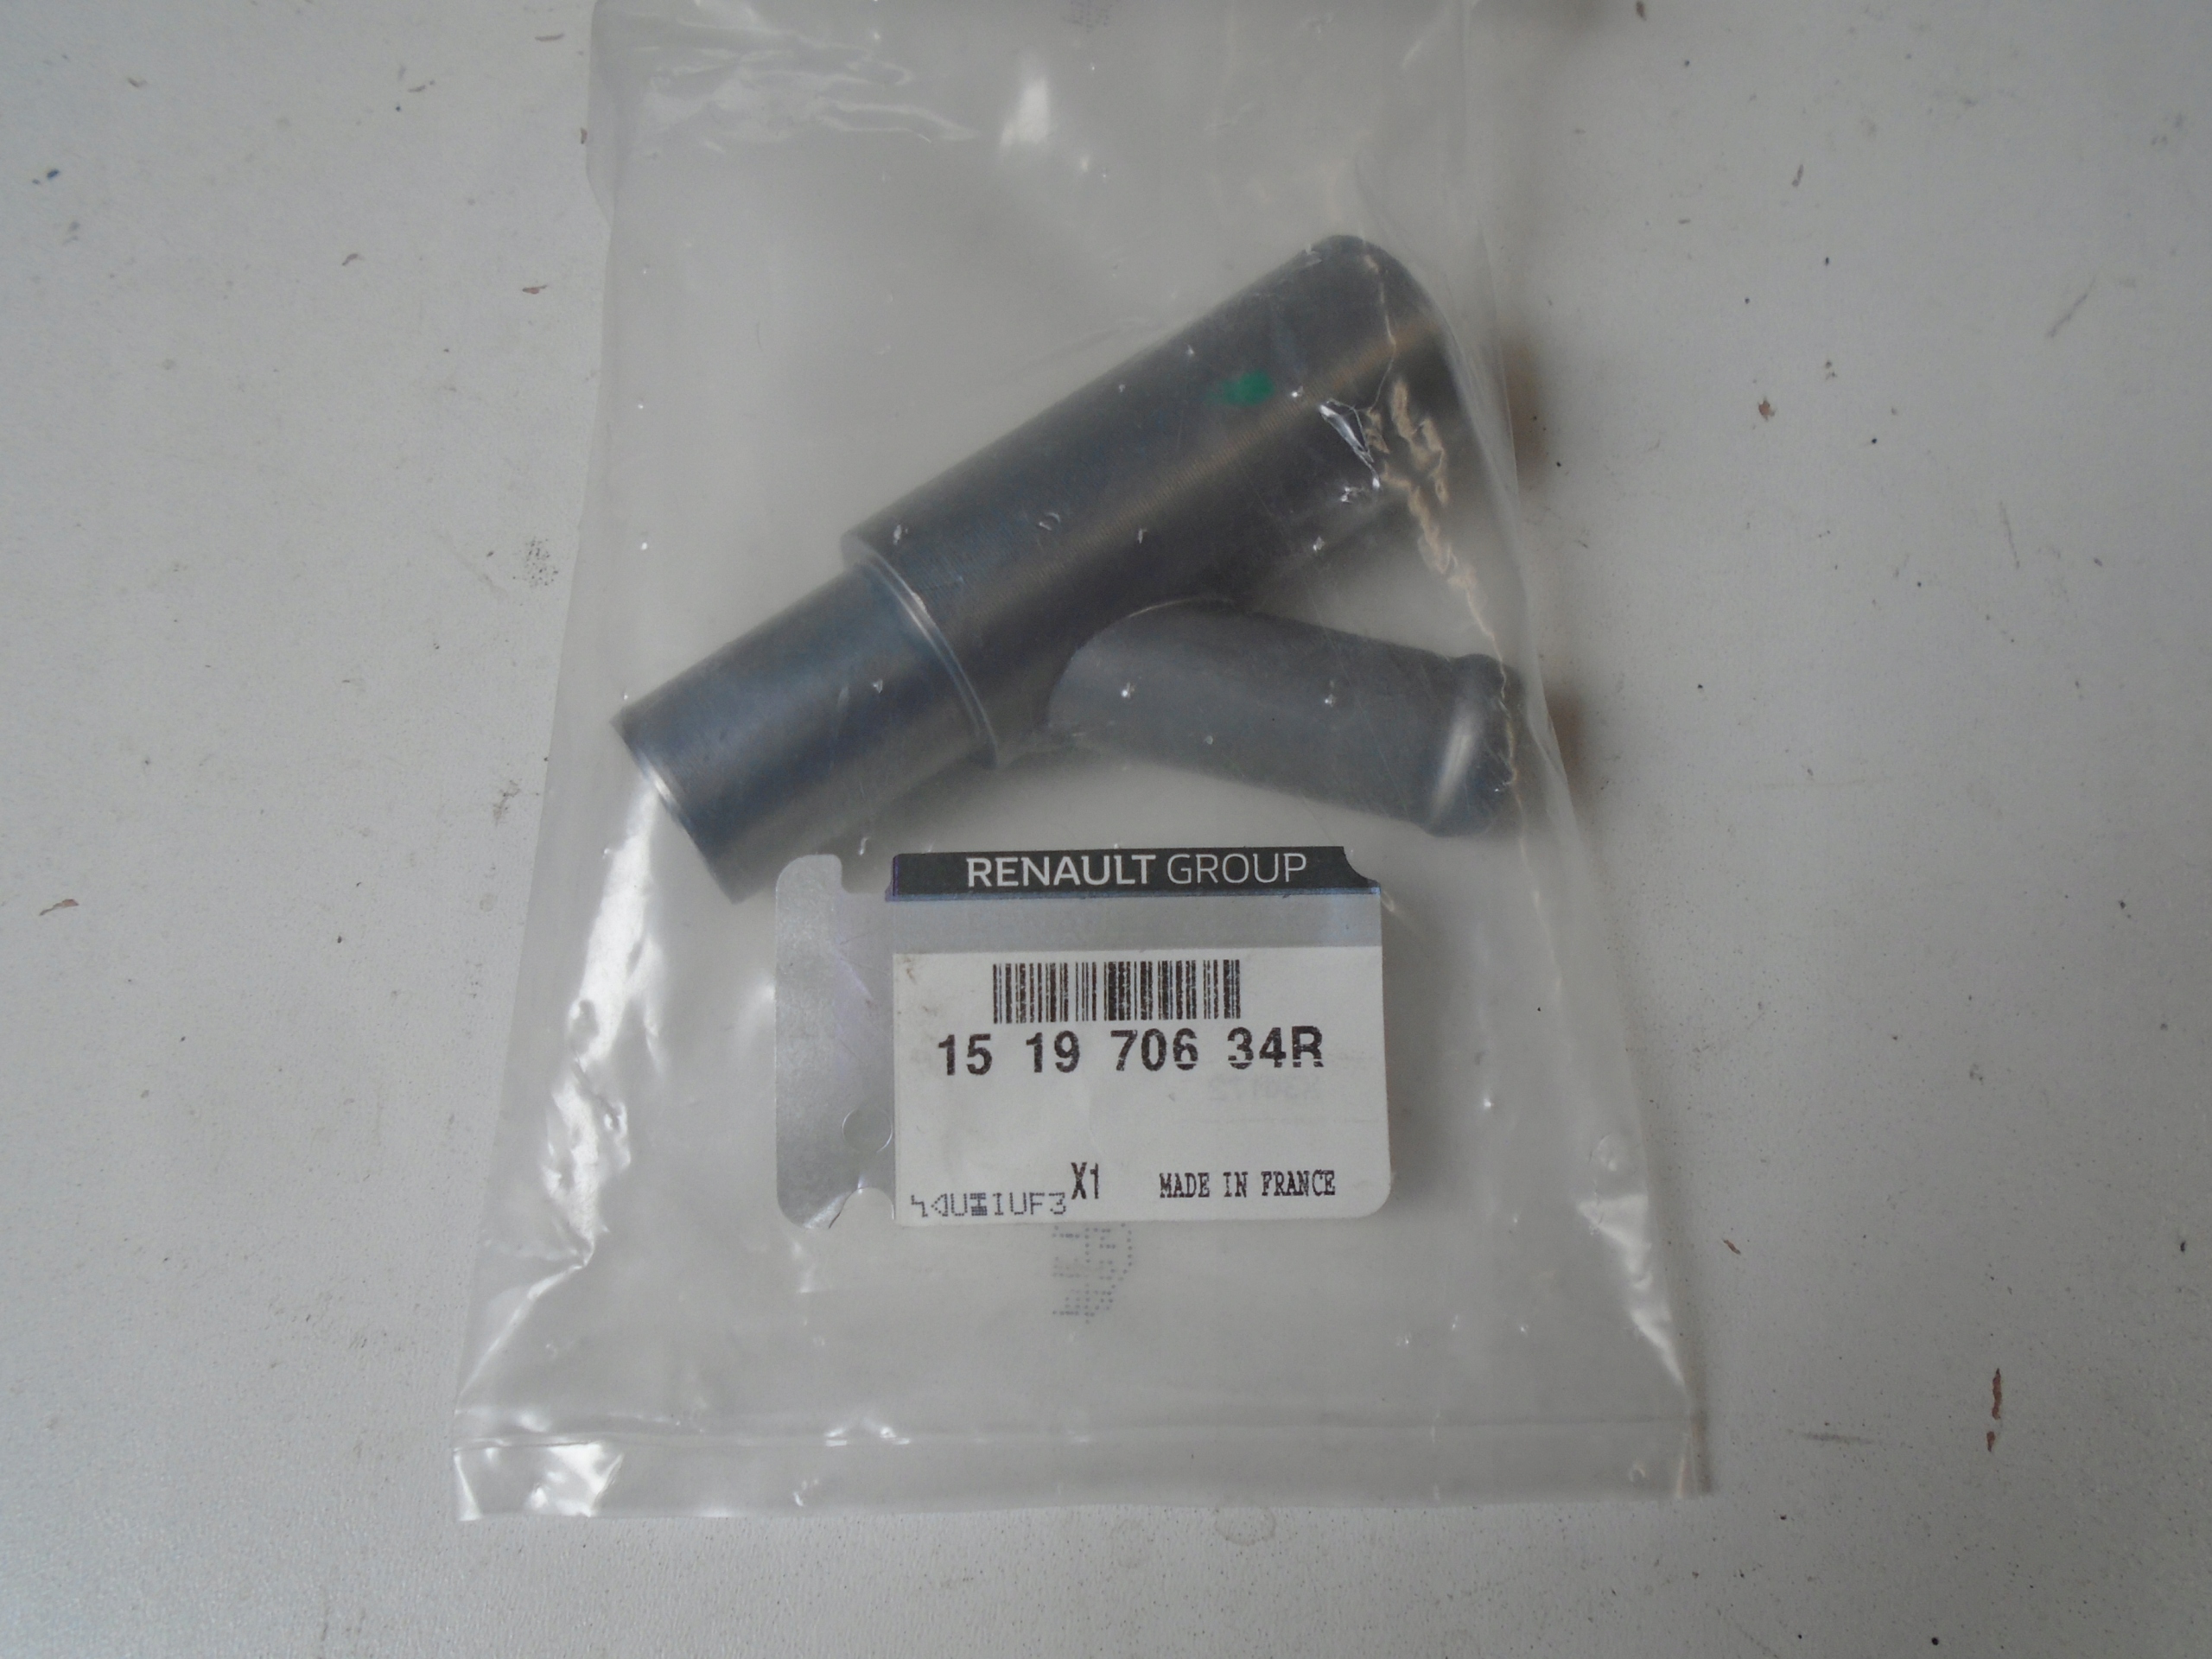 RENAULT GROUP
15 19 706 34R
X1 MADE IN FRANCE